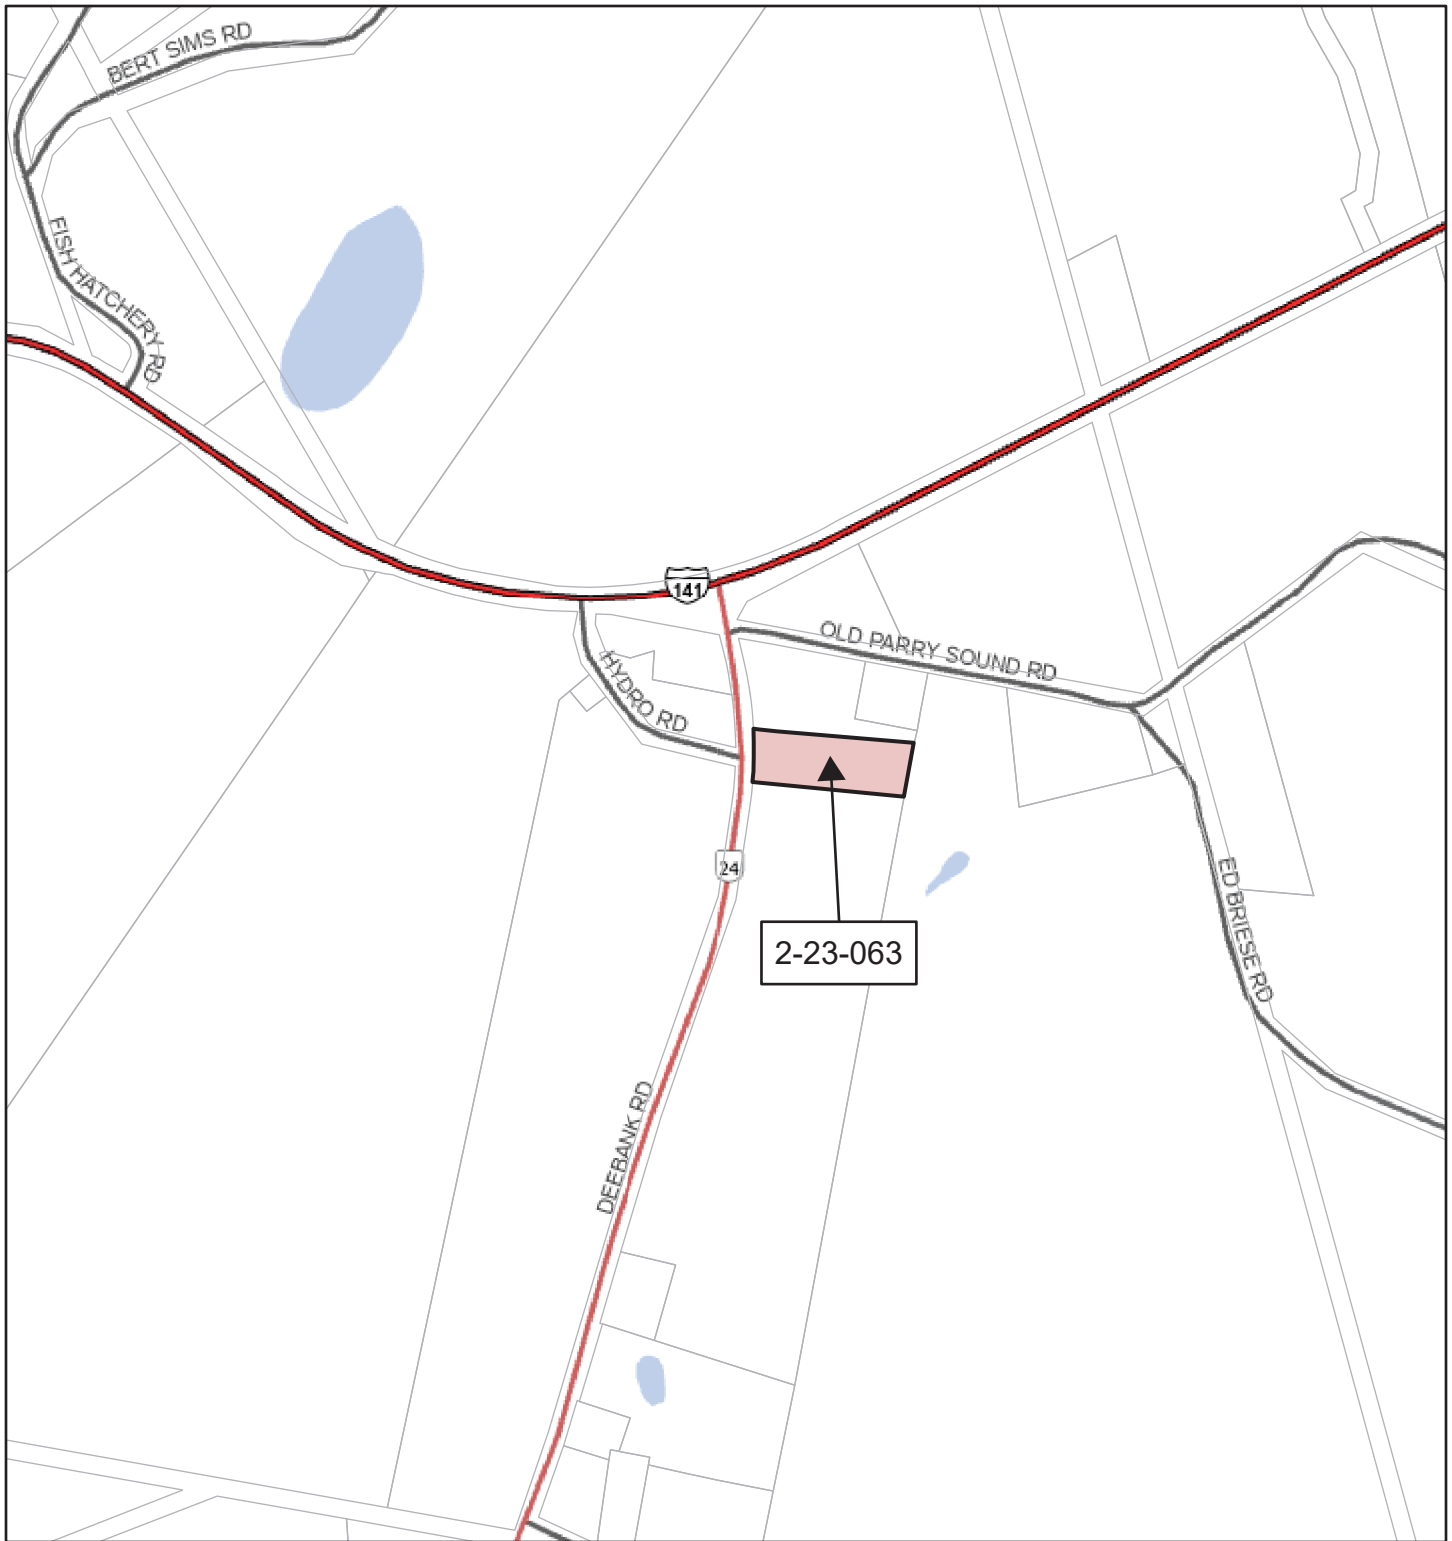 BERT SIMS RD
FISH HATCHERY RD
141
OLD PARRY SOUND RD
HYDRO RD
24
ED BRIESE RD
2-23-063
DEEBANK RD